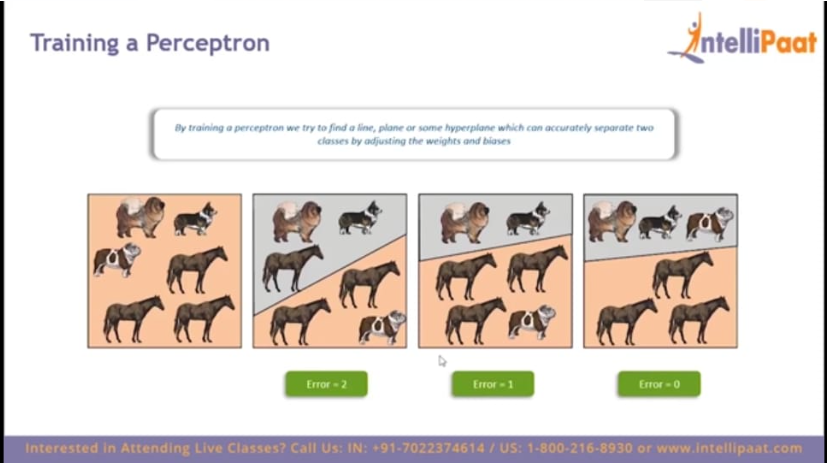 Training a Perceptron
IntelliPaat
By training a perceptron we try to find a line, plane or some hyperplane which can accurately separate two
classes by adjusting the weights and biases
Error = 2
Error = 1
Error = 0
Interested in Attending Live Classes? Call Us: IN: +91-7022374614 / US: 1-800-216-8930 or www.intellipaat.com